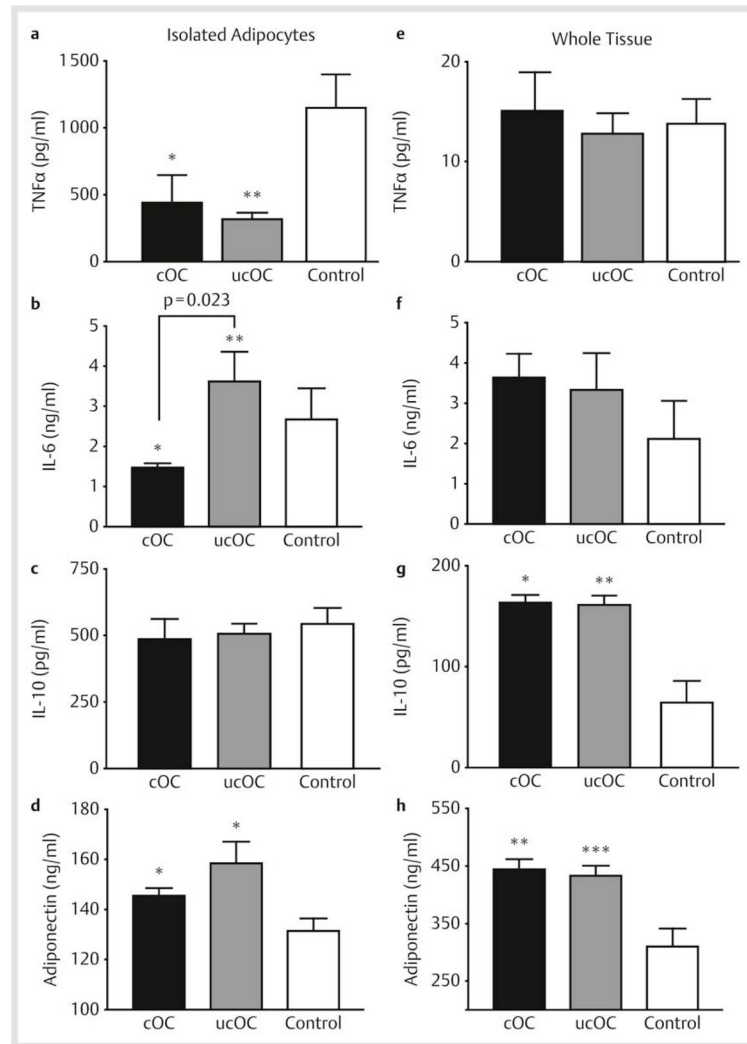 a Isolated Adipocytes
TNFα (pg/ml)
1500
1000
500
0
*
**
cOC ucOC Control
b p=0.023
IL-6 (ng/ml)
5
4
3
2
1
0
*
**
cOC ucOC Control
c
IL-10 (pg/ml)
750
500
250
0
cOC ucOC Control
d
Adiponectin (ng/ml)
180
160
140
120
100
*
*
cOC ucOC Control
e Whole Tissue
TNFα (pg/ml)
20
15
10
0
cOC ucOC Control
f
IL-6 (ng/ml)
5
4
3
2
1
0
cOC ucOC Control
g
IL-10 (pg/ml)
200
100
0
*
**
cOC ucOC Control
h
Adiponectin (ng/ml)
550
450
350
250
**
***
cOC ucOC Control